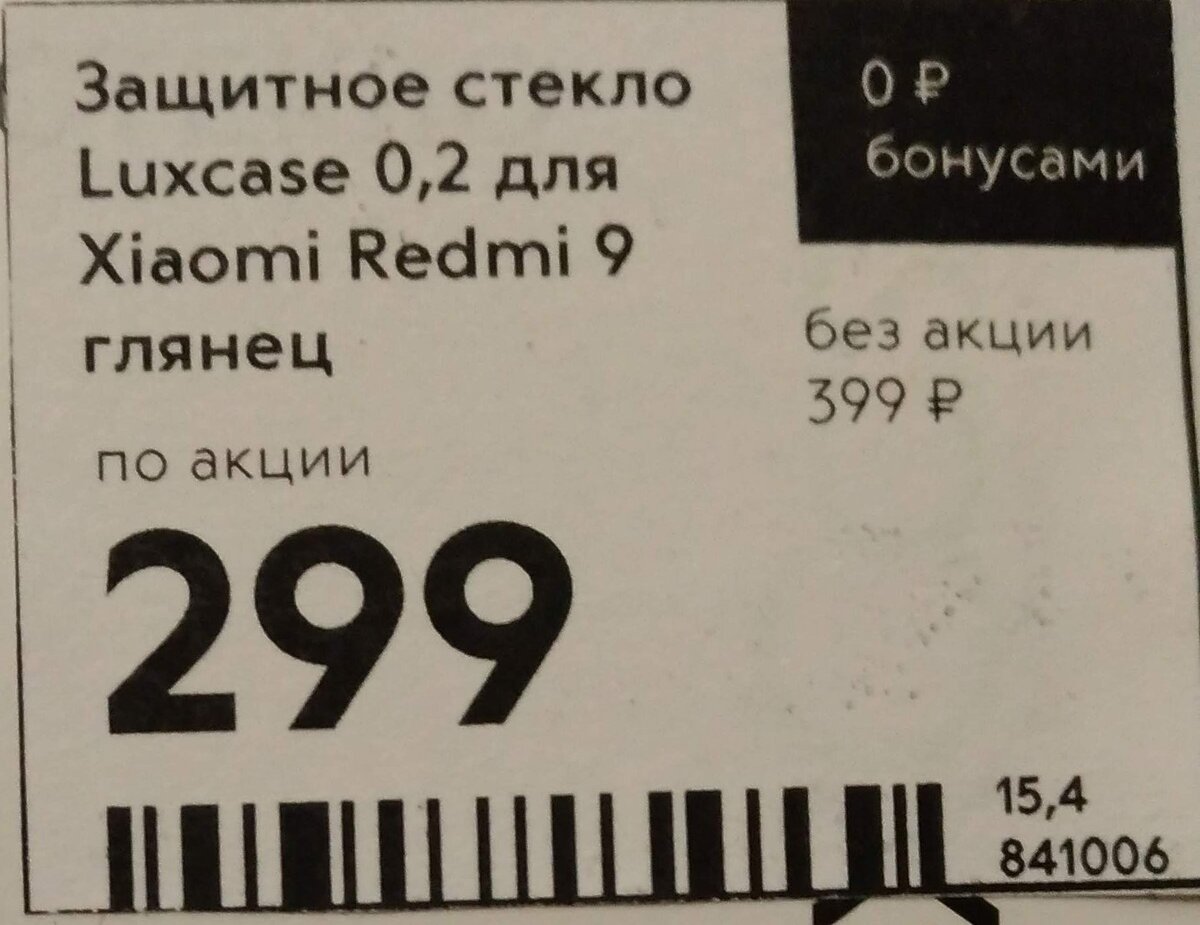 Защитное стекло
Luxcase 0,2 для
Xiaomi Redmi 9
глянец
0 ₽
бонусами
без акции
399 ₽
по акции
299
15,4
841006